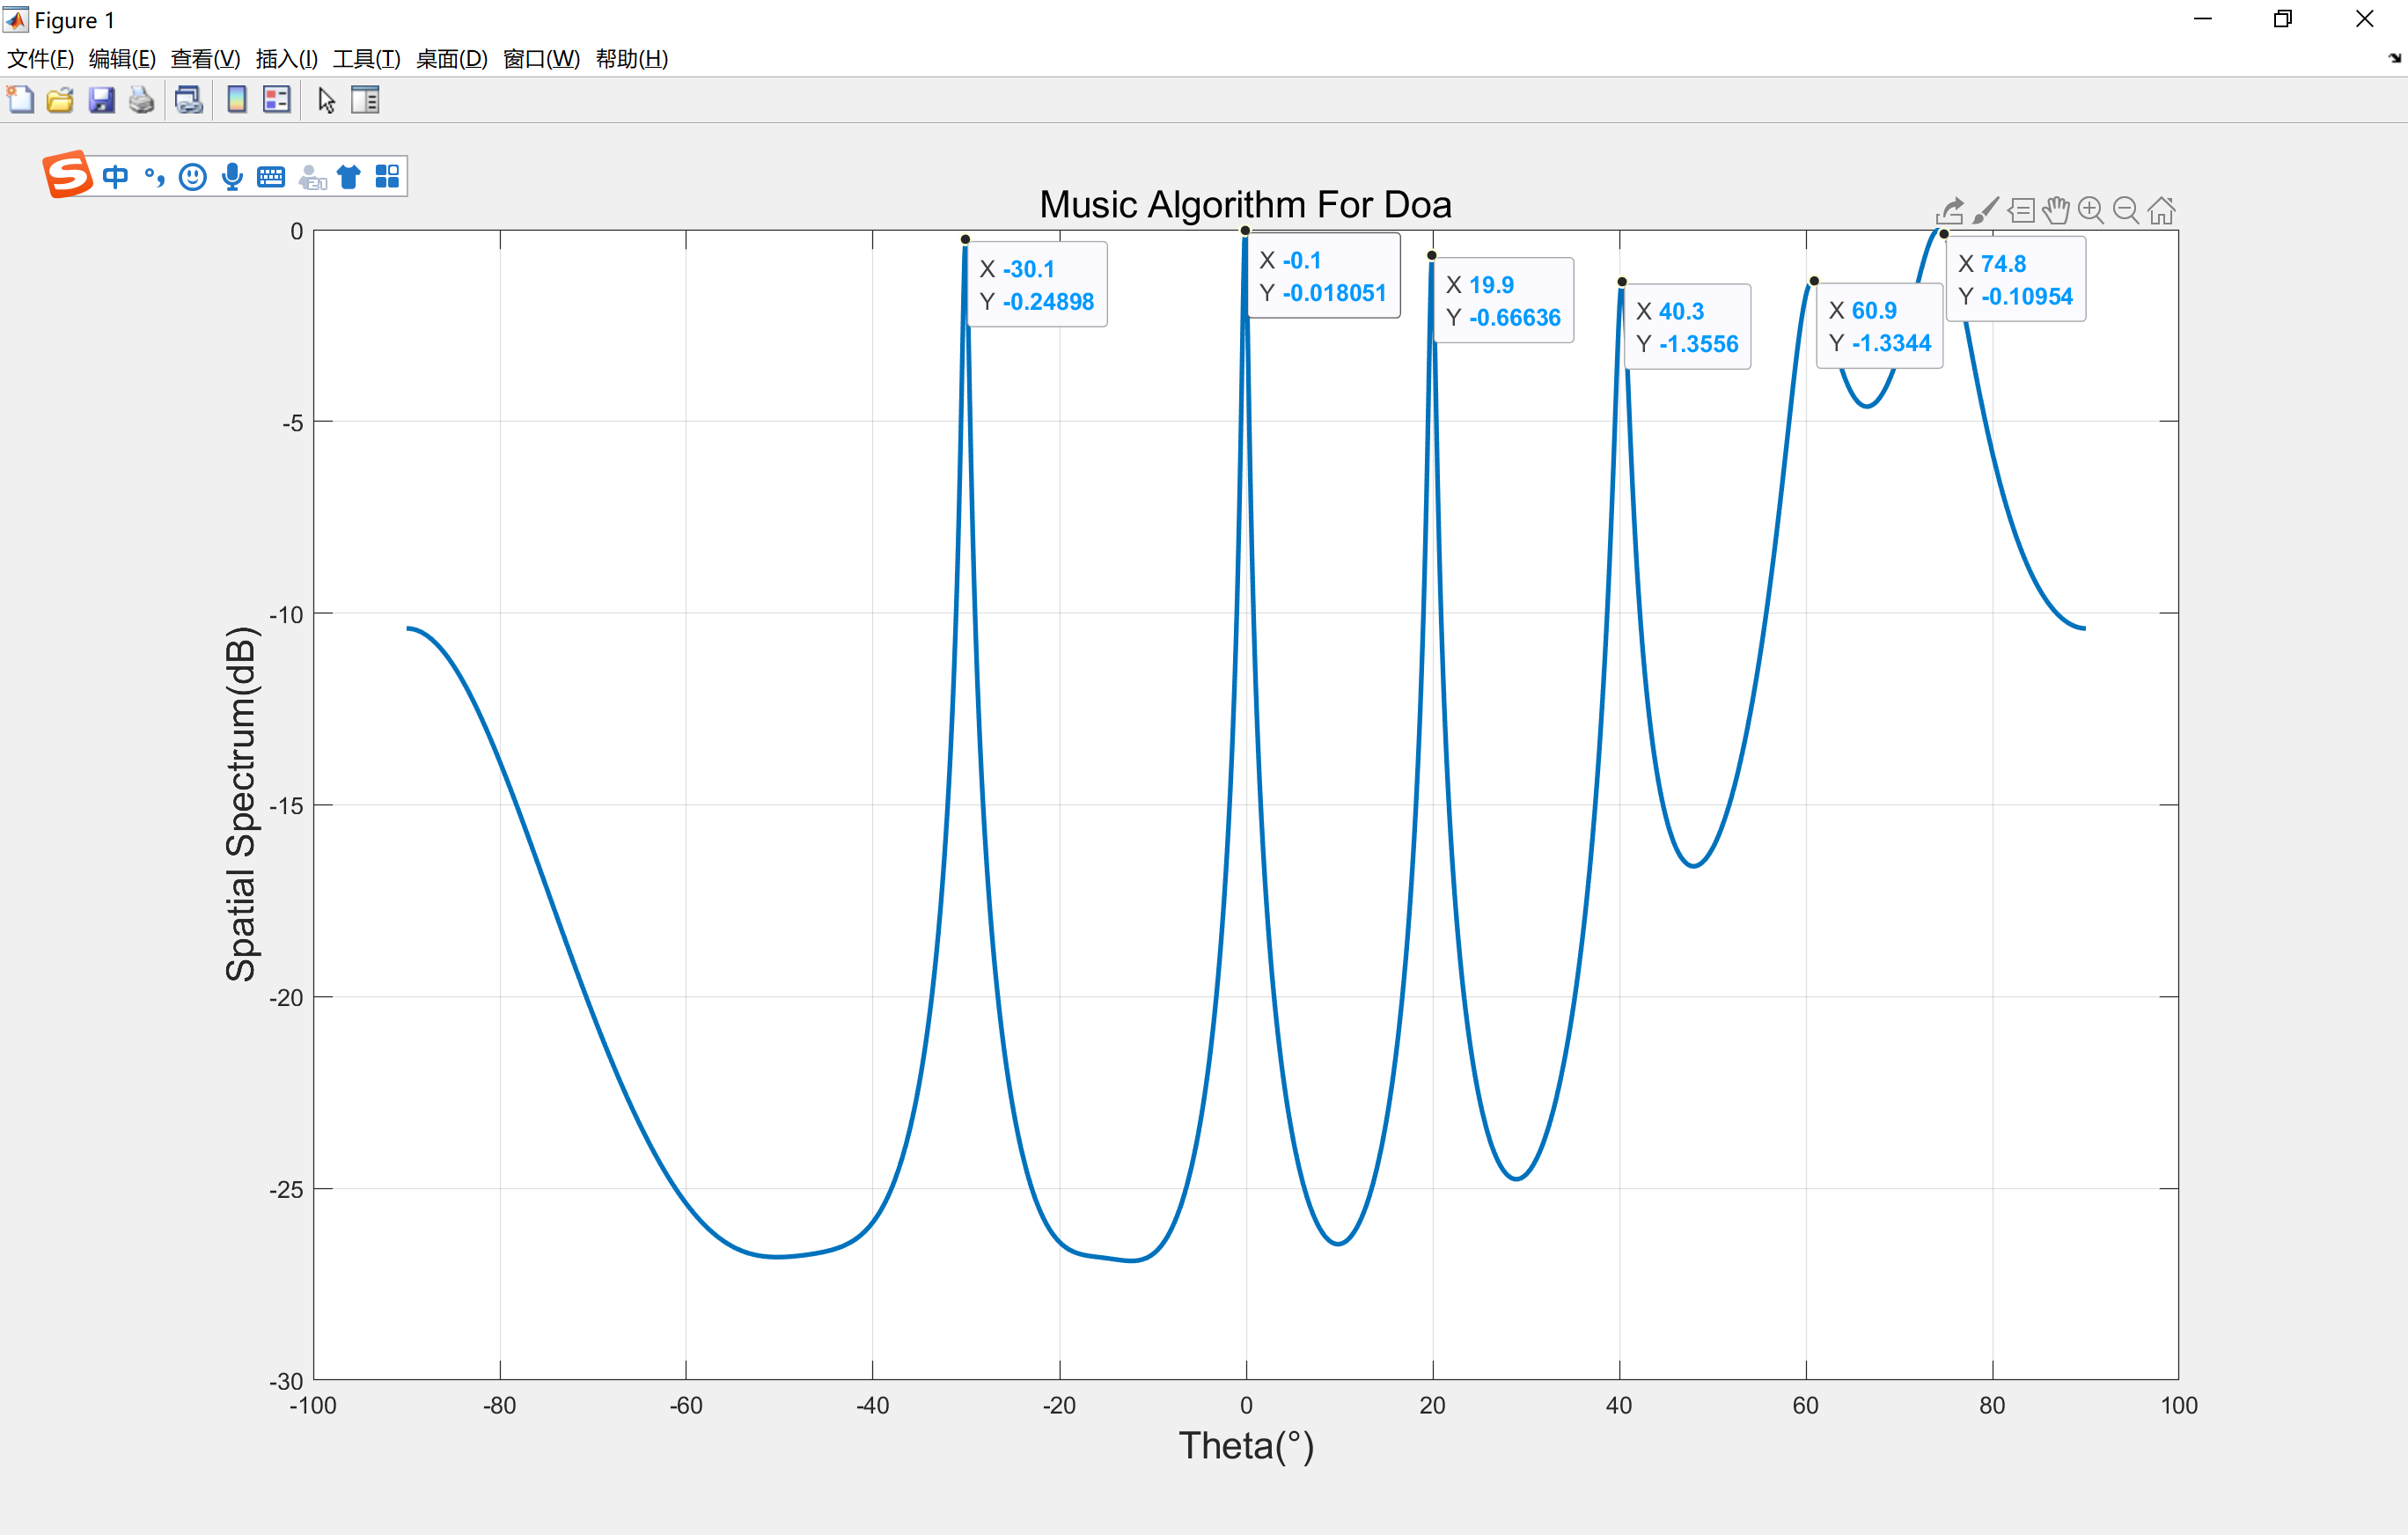 Figure 1
文件(F) 编辑(E) 查看(V) 插入(I) 工具(T) 桌面(D) 窗口(W) 帮助(H)
S 中
Music Algorithm For Doa
X -30.1
Y -0.24898
X -0.1
Y -0.018051
X 19.9
Y -0.66636
X 40.3
Y -1.3556
X 60.9
Y -1.3344
X 74.8
Y -0.10954
Spatial Spectrum(dB)
0
-5
-10
-15
-20
-25
-30
-100 -80 -60 -40 -20 0 20 40 60 80 100
Theta(°)